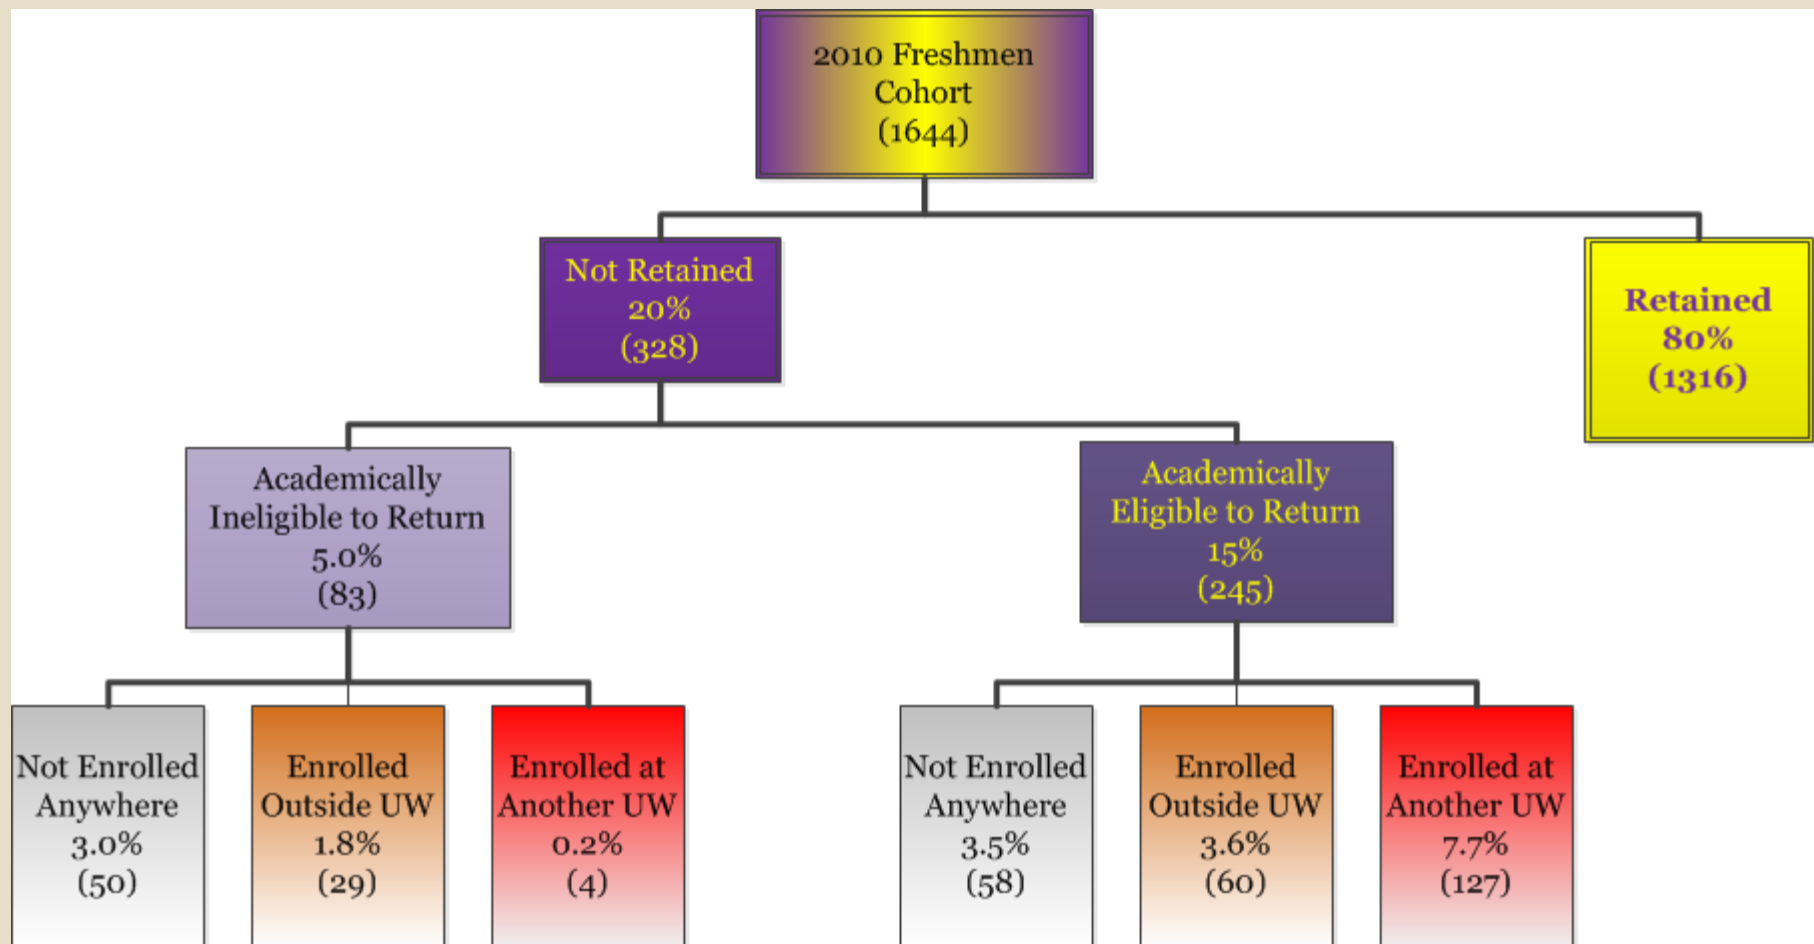 2010 Freshmen
Cohort
(1644)
Not Retained
20%
(328)
Retained
80%
(1316)
Academically
Ineligible to Return
5.0%
(83)
Academically
Eligible to Return
15%
(245)
Not Enrolled
Anywhere
3.0%
(50)
Enrolled
Outside UW
1.8%
(29)
Enrolled at
Another UW
0.2%
(4)
Not Enrolled
Anywhere
3.5%
(58)
Enrolled
Outside UW
3.6%
(60)
Enrolled at
Another UW
7.7%
(127)